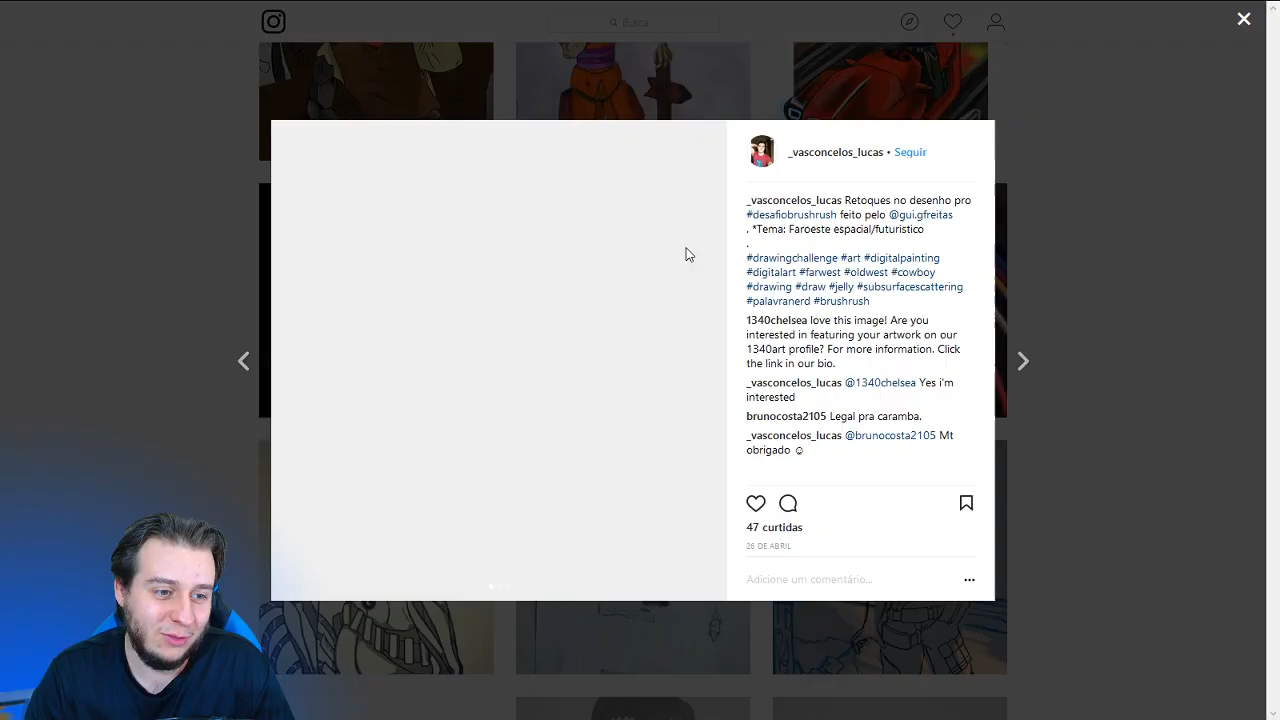 Busca
_vasconcelos_lucas • Seguir
_vasconcelos_lucas Retoques no desenho pro
#desafiobrushrush feito pelo @gui.gfreitas
. *Tema: Faroeste espacial/futuristico
.
#drawingchallenge #art #digitalpainting
#digitalart #farwest #oldwest #cowboy
#drawing #draw #jelly #subsurfacescattering
#palavranerd #brushrush
1340chelsea love this image! Are you
interested in featuring your artwork on our
1340art profile? For more information. Click
the link in our bio.
_vasconcelos_lucas @1340chelsea Yes i'm
interested
brunocosta2105 Legal pra caramba.
_vasconcelos_lucas @brunocosta2105 Mt
obrigado ☺
47 curtidas
26 DE ABRIL
Adicione um comentário...